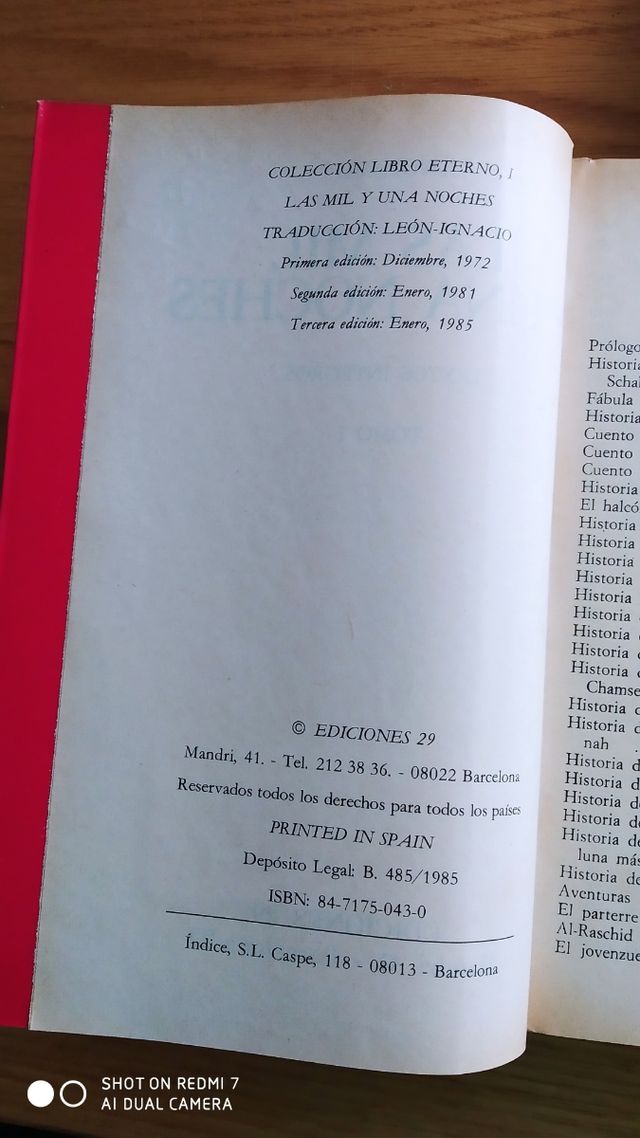 COLECCIÓN LIBRO ETERNO, I
LAS MIL Y UNA NOCHES
TRADUCCIÓN: LEÓN-IGNACIO
Primera edición: Diciembre, 1972
Segunda edición: Enero, 1981
Tercera edición: Enero, 1985
© EDICIONES 29
Mandri, 41. - Tel. 212 38 36. - 08022 Barcelona
Reservados todos los derechos para todos los países
PRINTED IN SPAIN
Depósito Legal: B. 485/1985
ISBN: 84-7175-043-0
Índice, S.L. Caspe, 118 - 08013 - Barcelona
Prólogo
Historia
Fábula
Historia
Cuento
Cuento
Cuento
Historia
El
Historia
Historia
Historia
Historia
Historia
Historia
Historia
Historia
Historia
Historia
Historia
nah
Historia
Historia
Historia de
Historia de
Historia de
luna más
Historia de
Aventuras
El parterre
Al-Raschid
El
SHOT ON REDMI 7
AI DUAL CAMERA